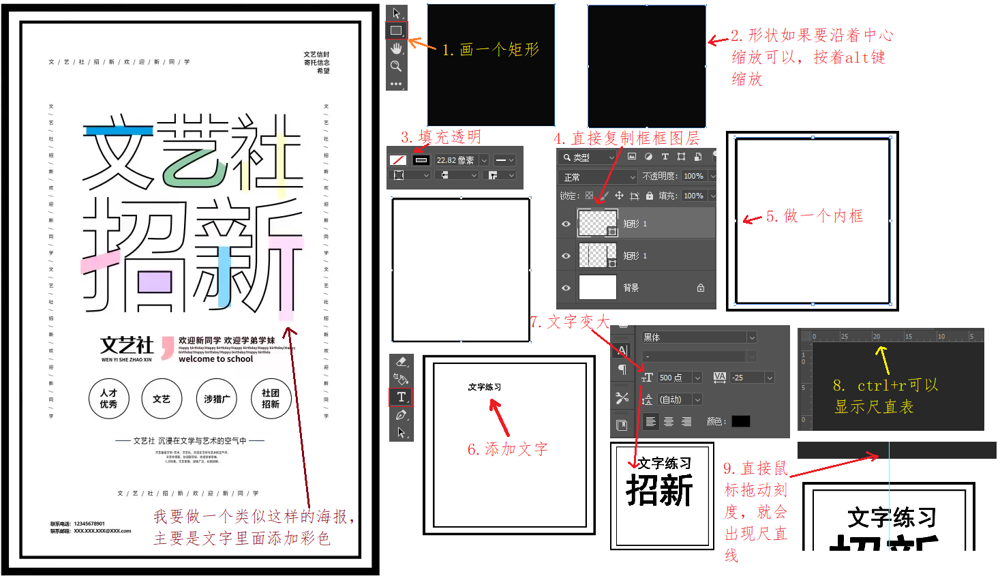 文/艺/社/招/新/欢/迎/新/同/学
文艺信封
寄托信念
希望
文/艺/社/招/新/欢/迎/新/同/学/文/艺/社/招/新/欢/迎/新/同/学
文/艺/社/招/新/欢/迎/新/同/学/文/艺/社/招/新/欢/迎/新/同/学
文艺社
招新
文艺社
WEN YI SHE ZHAO XIN
欢迎新同学 欢迎学弟学妹
Happy birthday!Happy birthday!Happy birthday!Happy
birthday!Happy birthday!Happy birthda
welcome to school
人才
优秀
文艺
涉猎广
社团
招新
文艺社 沉浸在文学与艺术的空气中
文/艺/社/招/新/欢/迎/新/同/学
联系电话：12345678901
联系邮箱：XXX.XXX.XXX@XXX.com
我要做一个类似这样的海报，
主要是文字里面添加彩色
1.画一个矩形
2.形状如果要沿着中心
缩放可以，按着alt键
缩放
3.填充透明
22.82 像素
4.直接复制框框图层
类型
正常
不透明度： 100%
锁定： 填充： 100%
矩形 1
矩形 1
背景
5.做一个内框
T
文字练习
6.添加文字
7.文字变大
黑体
-
500 点
VA -25
(自动)
颜色：
文字练习
招新
0 25 20 15 10 5
1
0
5
0
8. ctrl+r可以
显示尺直表
9.直接鼠
标拖动刻
度，就会
出现尺直
线
文字练习
招新